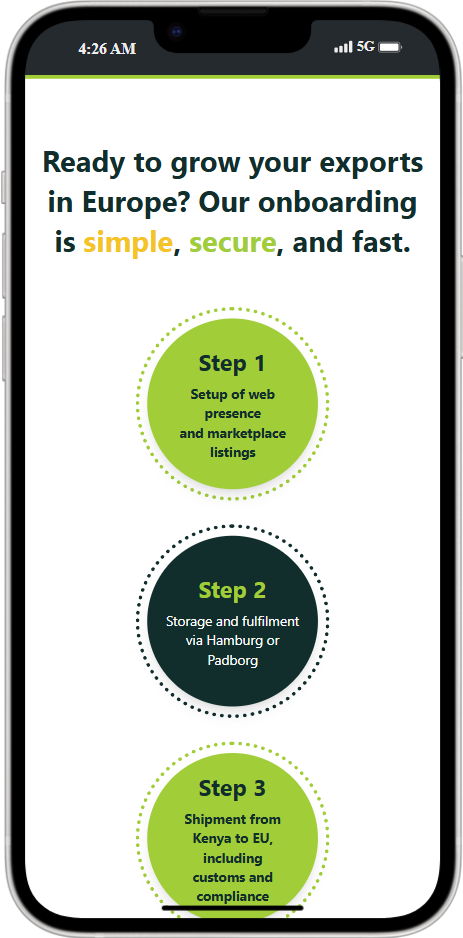 4:26 AM 5G
Ready to grow your exports
in Europe? Our onboarding
is simple, secure, and fast.
Step 1
Setup of web
presence
and marketplace
listings
Step 2
Storage and fulfilment
via Hamburg or
Padborg
Step 3
Shipment from
Kenya to EU,
including
customs and
compliance